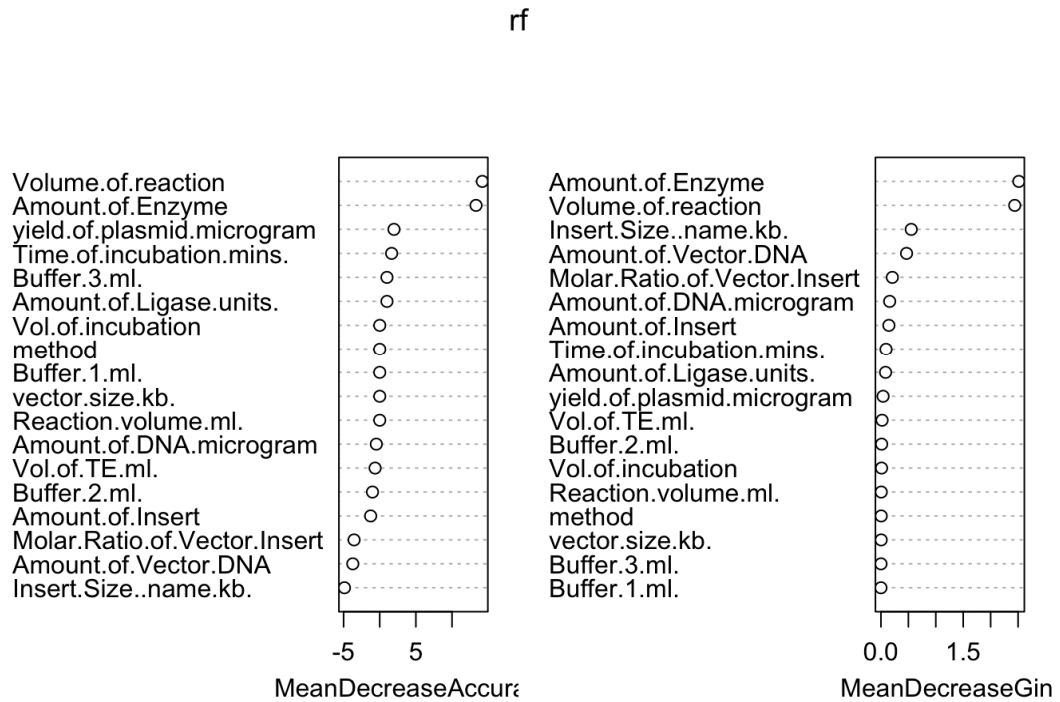 rf
Volume.of.reaction
Amount.of.Enzyme
yield.of.plasmid.microgram
Time.of.incubation.mins.
Buffer.3.ml.
Amount.of.Ligase.units.
Vol.of.incubation
method
Buffer.1.ml.
vector.size.kb.
Reaction.volume.ml.
Amount.of.DNA.microgram
Vol.of.TE.ml.
Buffer.2.ml.
Amount.of.Insert
Molar.Ratio.of.Vector.Insert
Amount.of.Vector.DNA
Insert.Size..name.kb.
-5 5
MeanDecreaseAccura
Amount.of.Enzyme
Volume.of.reaction
Insert.Size..name.kb.
Amount.of.Vector.DNA
Molar.Ratio.of.Vector.Insert
Amount.of.DNA.microgram
Amount.of.Insert
Time.of.incubation.mins.
Amount.of.Ligase.units.
yield.of.plasmid.microgram
Vol.of.TE.ml.
Buffer.2.ml.
Vol.of.incubation
Reaction.volume.ml.
method
vector.size.kb.
Buffer.3.ml.
Buffer.1.ml.
0.0 1.5
MeanDecreaseGin